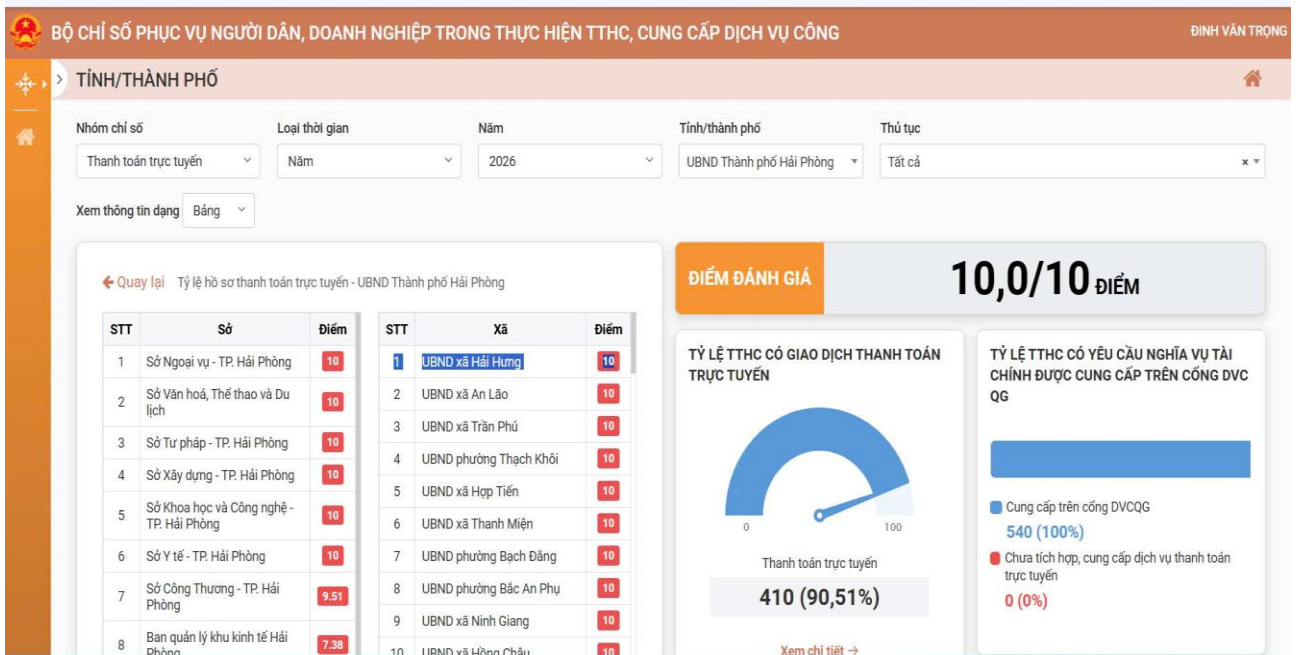 BỘ CHỈ SỐ PHỤC VỤ NGƯỜI DÂN, DOANH NGHIỆP TRONG THỰC HIỆN TTHC, CUNG CẤP DỊCH VỤ CÔNG
ĐINH VĂN TRỌNG
TỈNH/THÀNH PHỐ
Nhóm chỉ số
Loại thời gian
Năm
Tỉnh/thành phố
Thủ tục
Thanh toán trực tuyến
Năm
2026
UBND Thành phố Hải Phòng
Tất cả
Xem thông tin dạng
Bảng
Quay lại
Tỷ lệ hồ sơ thanh toán trực tuyến - UBND Thành phố Hải Phòng
STT Sở Điểm
1 Sở Ngoại vụ - TP. Hải Phòng 10
2 Sở Văn hoá, Thể thao và Du
lịch 10
3 Sở Tư pháp - TP. Hải Phòng 10
4 Sở Xây dựng - TP. Hải Phòng 10
5 Sở Khoa học và Công nghệ -
TP. Hải Phòng 10
6 Sở Y tế - TP. Hải Phòng 10
7 Sở Công Thương - TP. Hải
Phòng 9.51
8 Ban quản lý khu kinh tế Hải
Phòng 7.38
STT Xã Điểm
1 UBND xã Hải Hưng 10
2 UBND xã An Lão 10
3 UBND xã Trần Phú 10
4 UBND phường Thạch Khôi 10
5 UBND xã Hợp Tiến 10
6 UBND xã Thanh Miện 10
7 UBND phường Bạch Đằng 10
8 UBND phường Bắc An Phụ 10
9 UBND xã Ninh Giang 10
10 UBND xã Hồng Châu 10
ĐIỂM ĐÁNH GIÁ
10,0/10 ĐIỂM
TỶ LỆ TTHC CÓ GIAO DỊCH THANH TOÁN
TRỰC TUYẾN
0
100
Thanh toán trực tuyến
410 (90,51%)
Xem chi tiết →
TỶ LỆ TTHC CÓ YÊU CẦU NGHĨA VỤ TÀI
CHÍNH ĐƯỢC CUNG CẤP TRÊN CỔNG DVC
QG
Cung cấp trên cổng DVCQG
540 (100%)
Chưa tích hợp, cung cấp dịch vụ thanh toán
trực tuyến
0 (0%)